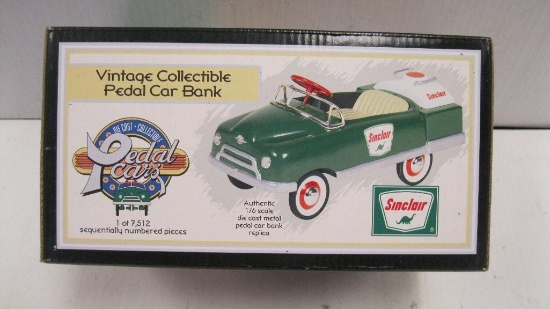 Vintage Collectible
Pedal Car Bank
DIE CAST • COLLECTIBLE
Pedal
Cars
1 of 7,512
sequentially numbered pieces
Authentic
1/6 scale
die cast metal
pedal car bank
replica
Sinclair
Sinclair
Sinclair
®